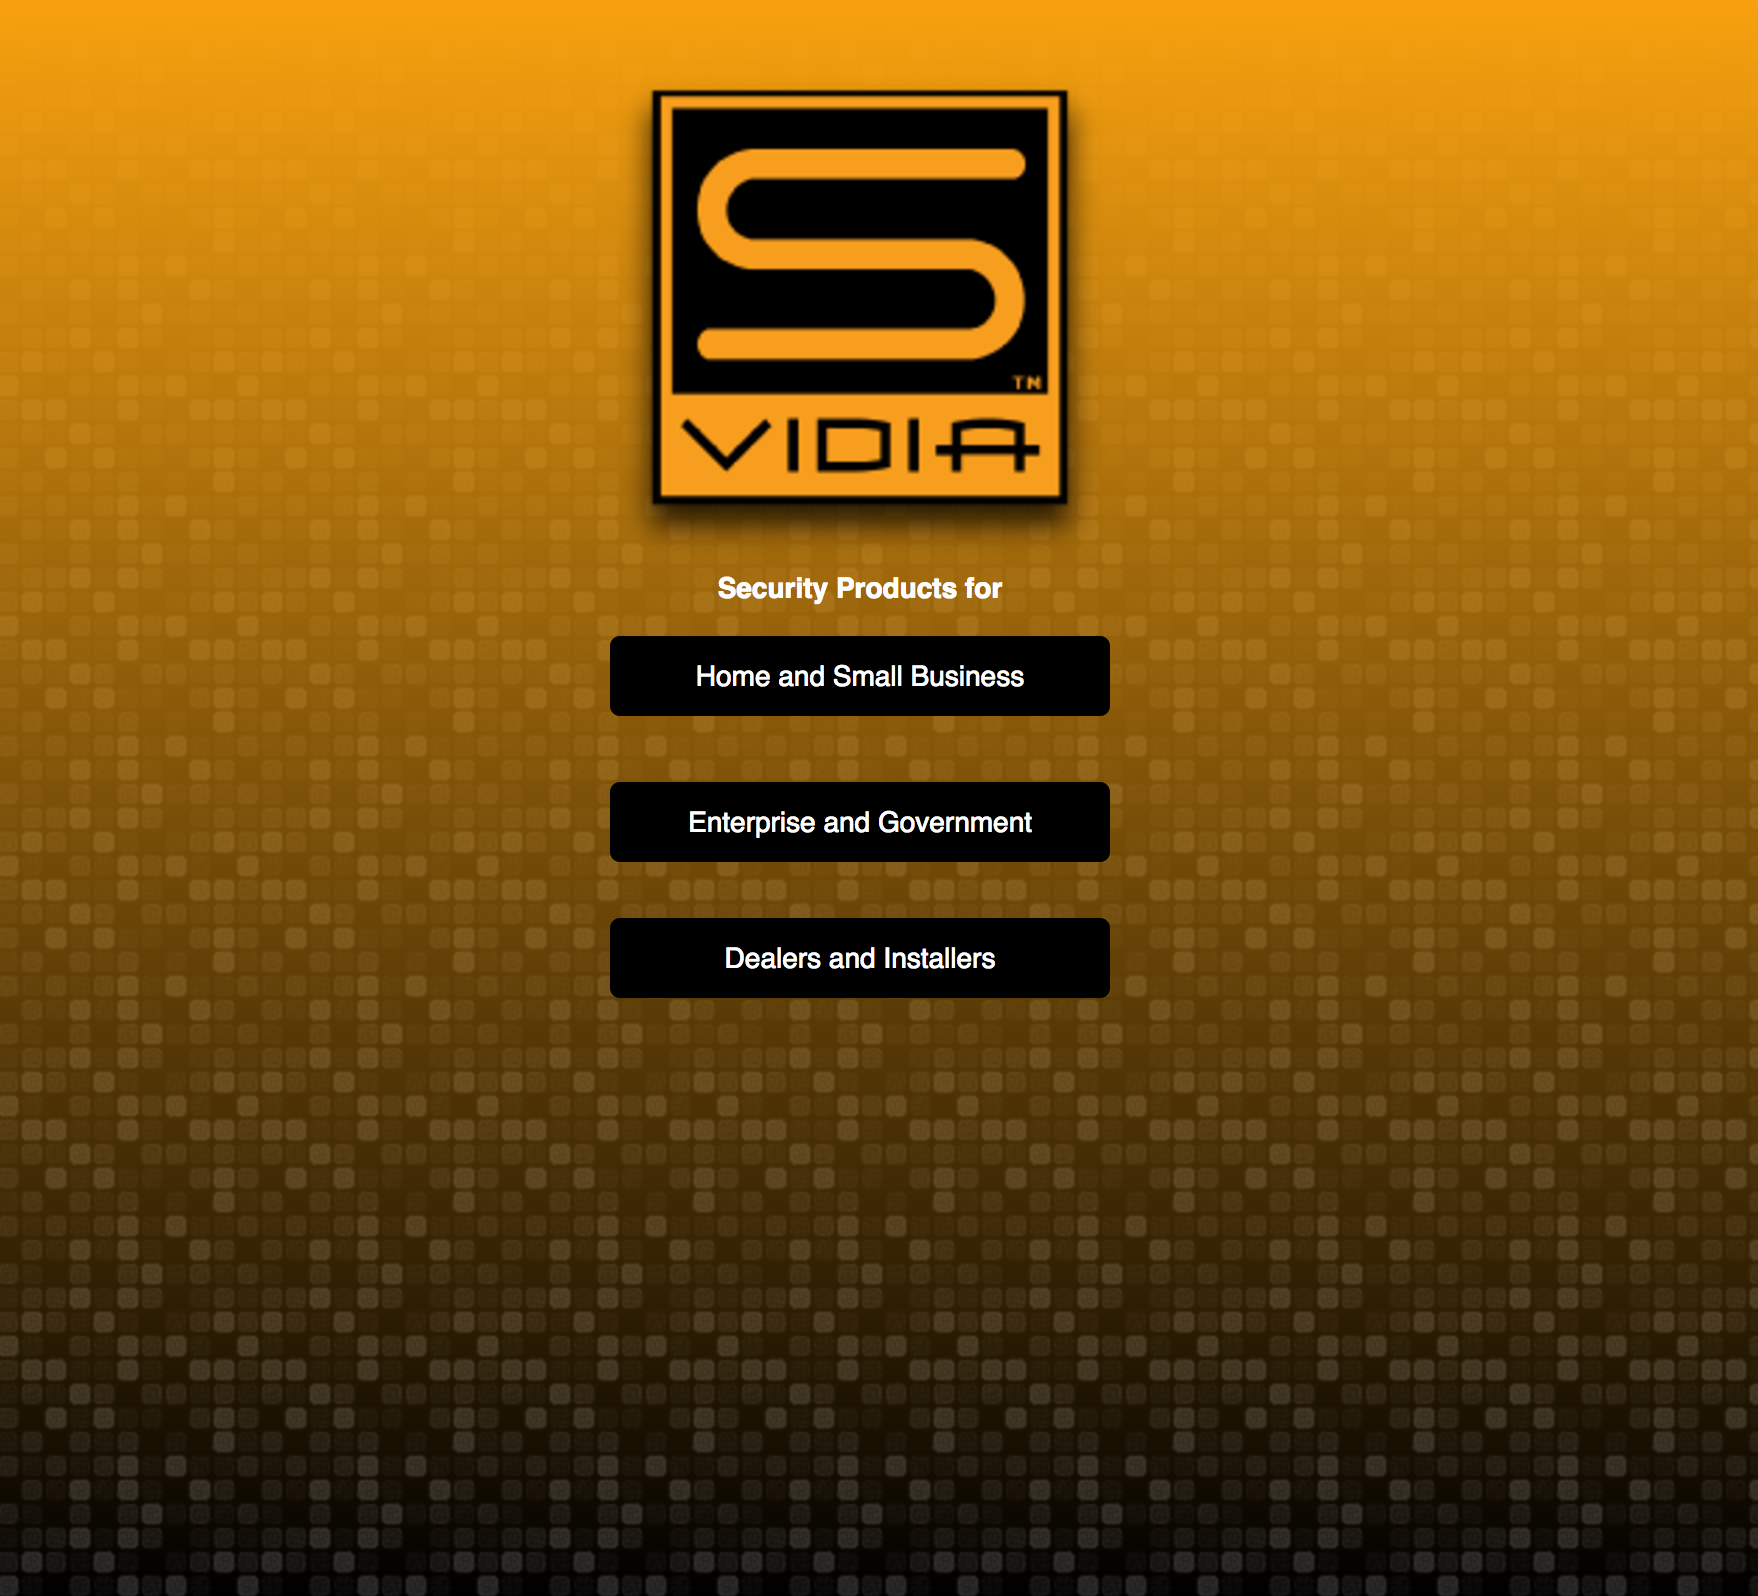 S
TM
VIDIA
Security Products for
Home and Small Business
Enterprise and Government
Dealers and Installers